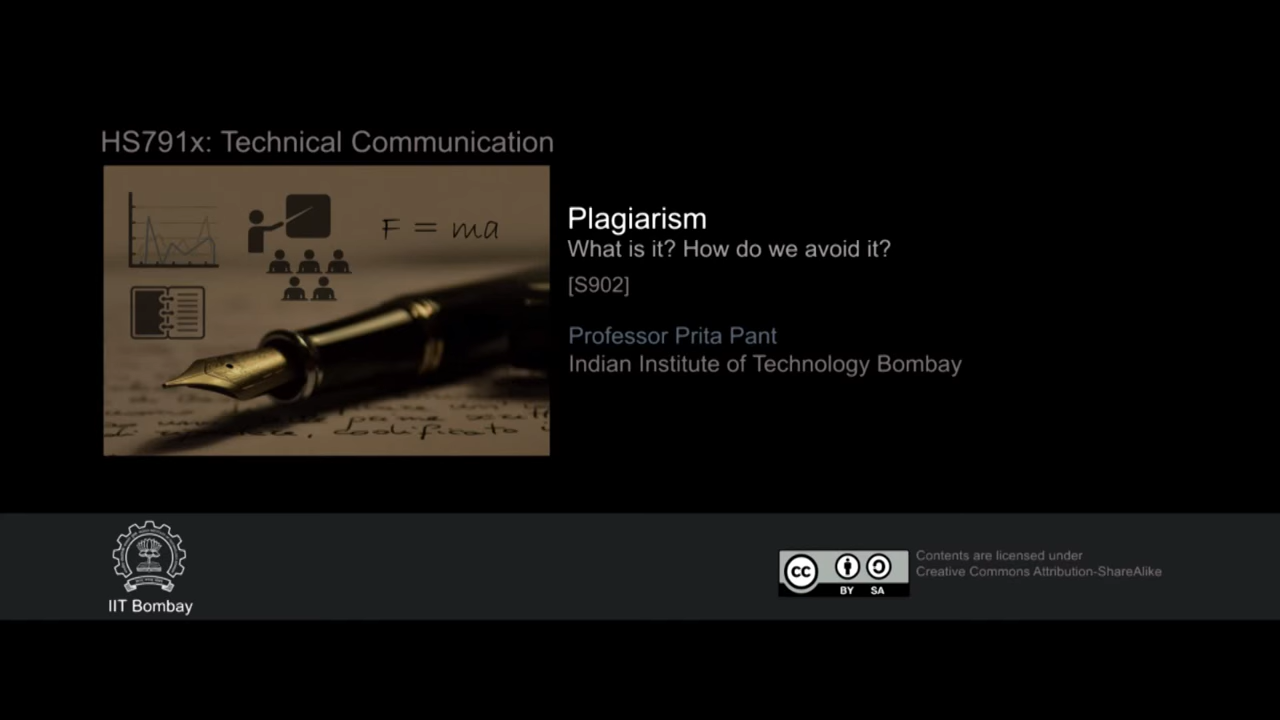 HS791x: Technical Communication
F = ma
Plagiarism
What is it? How do we avoid it?
[S902]
Professor Prita Pant
Indian Institute of Technology Bombay
IIT Bombay
cc
BY SA
Contents are licensed under
Creative Commons Attribution-ShareAlike